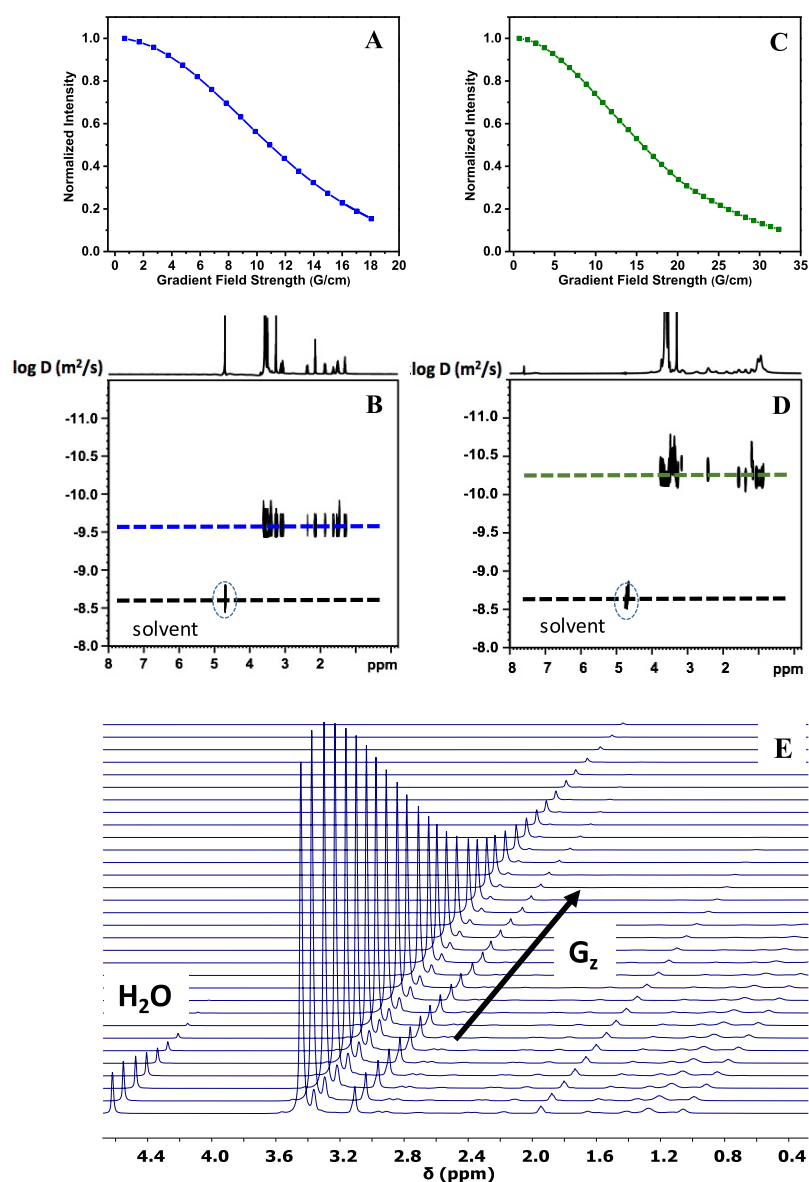 A
Normalized Intensity
1.0
0.8
0.6
0.4
0.2
0.0
0 2 4 6 8 10 12 14 16 18 20
Gradient Field Strength (G/cm)
C
Normalized Intensity
1.0
0.8
0.6
0.4
0.2
0.0
0 5 10 15 20 25 30 35
Gradient Field Strength (G/cm)
log D (m²/s)
B
-11.0
-10.5
-10.0
-9.5
-9.0
-8.5
-8.0
solvent
8 7 6 5 4 3 2 ppm
log D (m²/s)
D
-11.0
-10.5
-10.0
-9.5
-9.0
-8.5
-8.0
solvent
8 7 6 5 4 3 2 ppm
E
Gz
H₂O
4.4 4.0 3.6 3.2 2.8 2.4 2.0 1.6 1.2 0.8 0.4
δ (ppm)